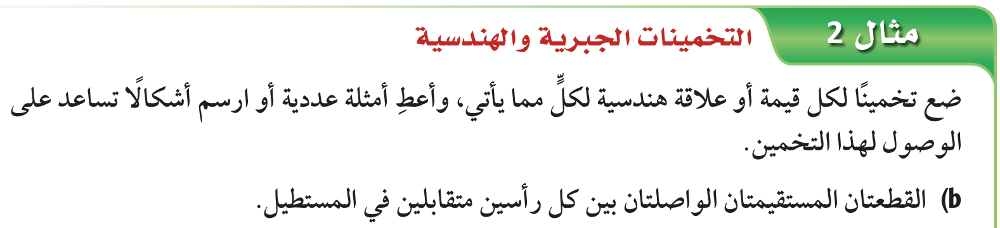 مثال 2 التخمينات الجبرية والهندسية
ضع تخمينًا لكل قيمة أو علاقة هندسية لكلٍّ مما يأتي، وأعطِ أمثلة عددية أو ارسم أشكالًا تساعد على
الوصول لهذا التخمين.
b) القطعتان المستقيمتان الواصلتان بين كل رأسين متقابلين في المستطيل.